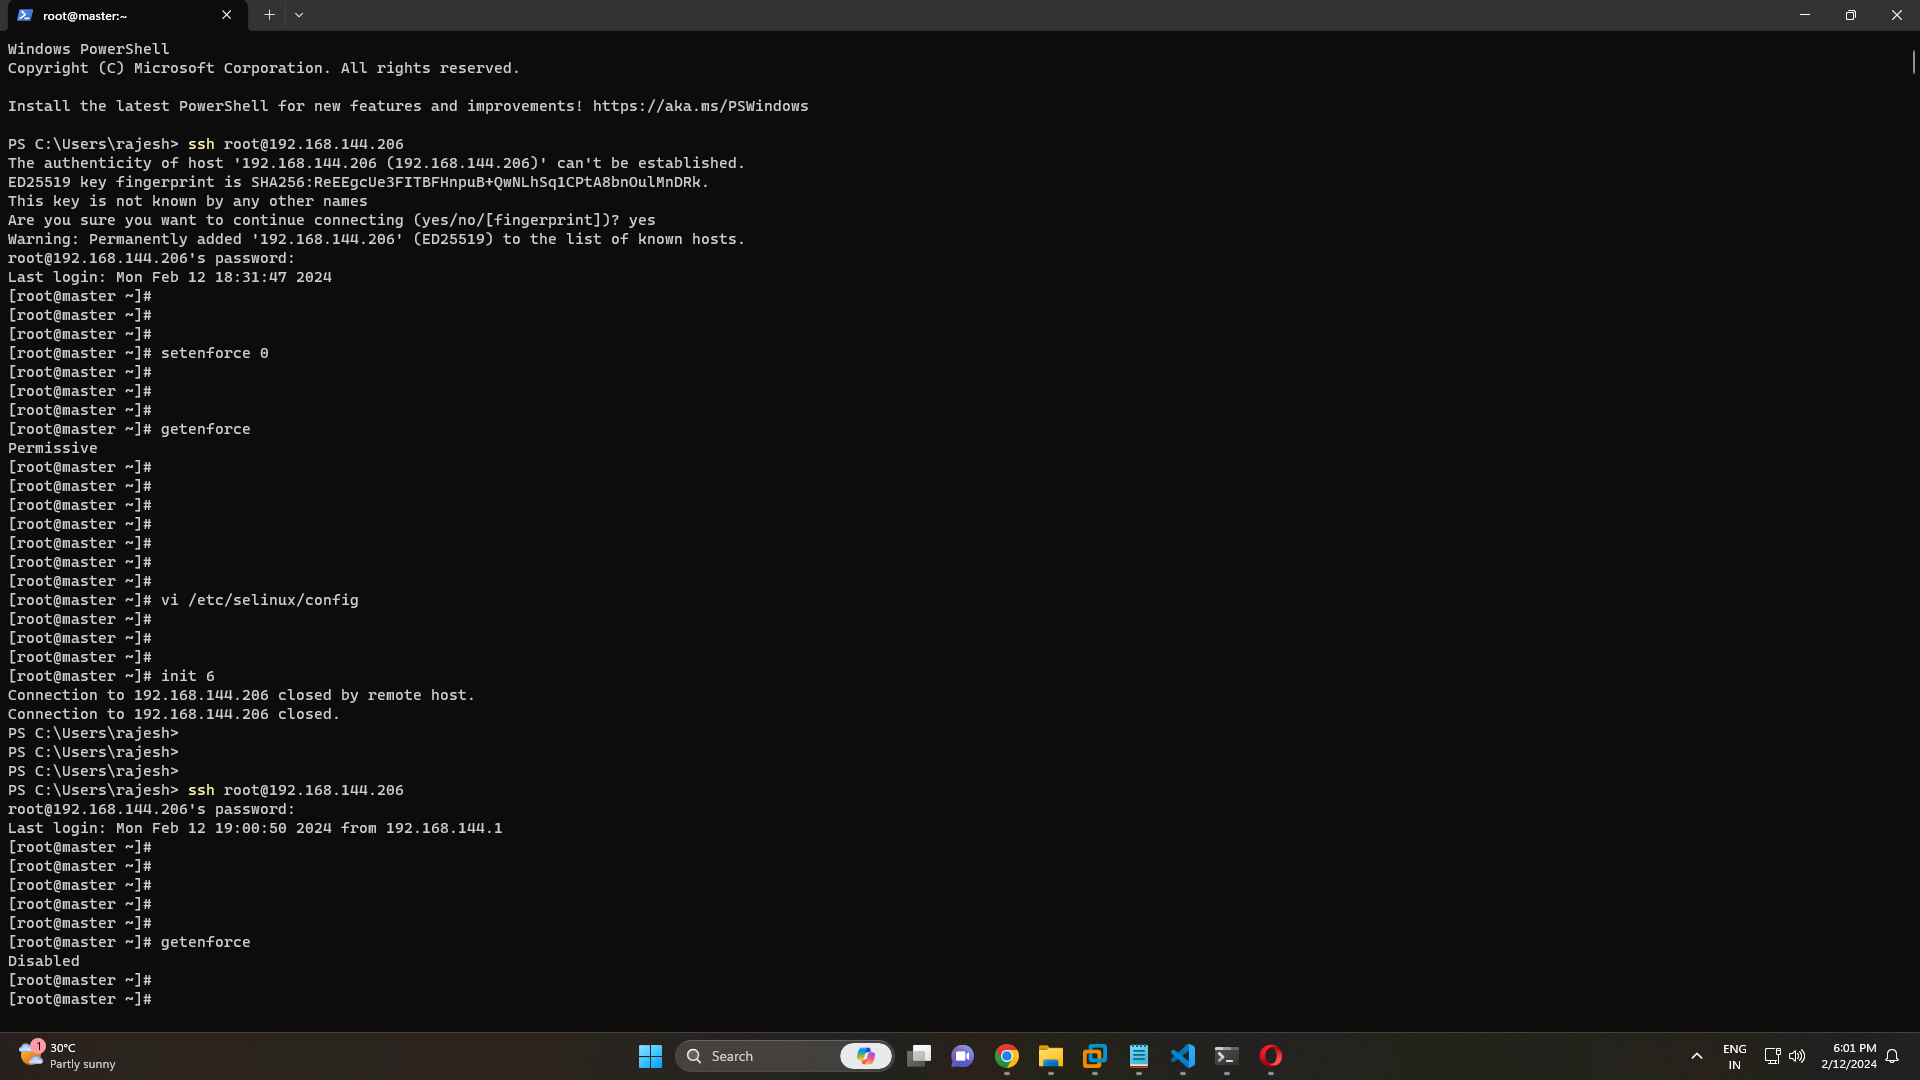 root@master:~
Windows PowerShell
Copyright (C) Microsoft Corporation. All rights reserved.
Install the latest PowerShell for new features and improvements! https://aka.ms/PSWindows
PS C:\Users\rajesh> ssh root@192.168.144.206
The authenticity of host '192.168.144.206 (192.168.144.206)' can't be established.
ED25519 key fingerprint is SHA256:ReEEgcUe3FITBFHnpuB+QwNLhSq1CPtA8bnOulMnDRk.
This key is not known by any other names
Are you sure you want to continue connecting (yes/no/[fingerprint])? yes
Warning: Permanently added '192.168.144.206' (ED25519) to the list of known hosts.
root@192.168.144.206's password:
Last login: Mon Feb 12 18:31:47 2024
[root@master ~]#
[root@master ~]#
[root@master ~]#
[root@master ~]# setenforce 0
[root@master ~]#
[root@master ~]#
[root@master ~]#
[root@master ~]# getenforce
Permissive
[root@master ~]#
[root@master ~]#
[root@master ~]#
[root@master ~]#
[root@master ~]#
[root@master ~]#
[root@master ~]#
[root@master ~]# vi /etc/selinux/config
[root@master ~]#
[root@master ~]#
[root@master ~]#
[root@master ~]# init 6
Connection to 192.168.144.206 closed by remote host.
Connection to 192.168.144.206 closed.
PS C:\Users\rajesh>
PS C:\Users\rajesh>
PS C:\Users\rajesh>
PS C:\Users\rajesh> ssh root@192.168.144.206
root@192.168.144.206's password:
Last login: Mon Feb 12 19:00:50 2024 from 192.168.144.1
[root@master ~]#
[root@master ~]#
[root@master ~]#
[root@master ~]#
[root@master ~]#
[root@master ~]# getenforce
Disabled
[root@master ~]#
[root@master ~]#
1
30°C
Partly sunny
Search
ENG
IN
6:01 PM
2/12/2024